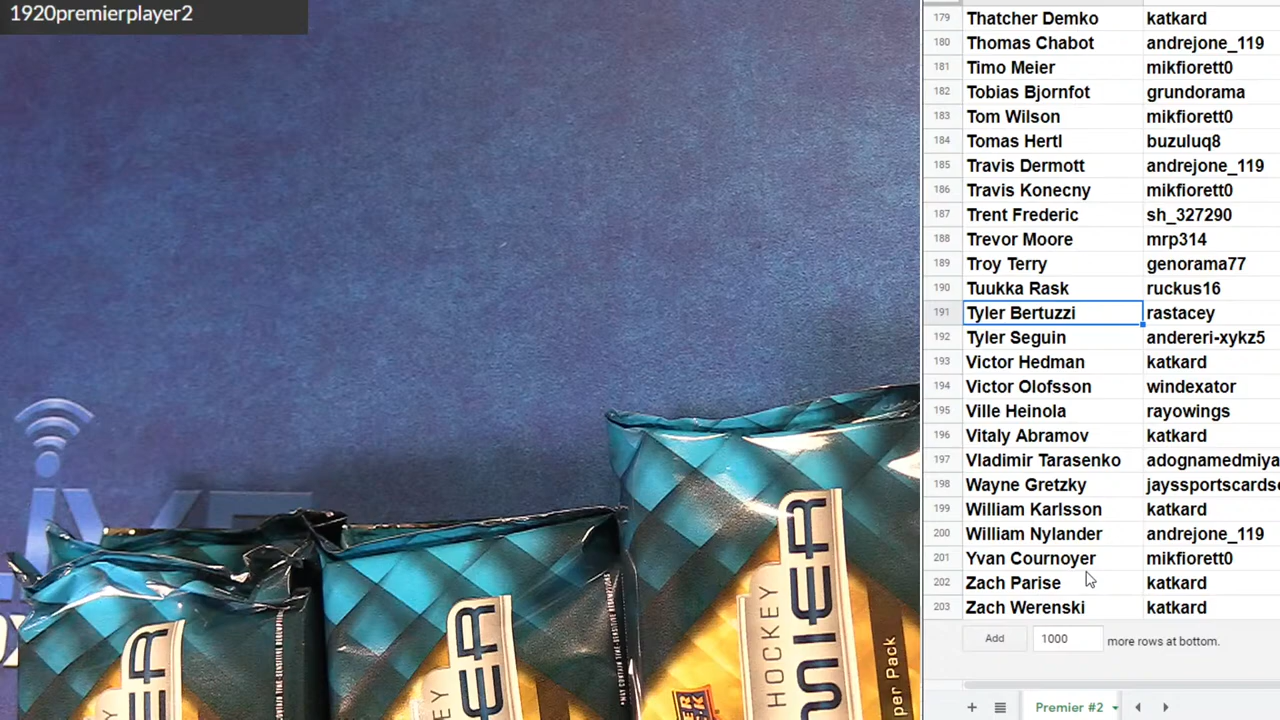 1920premierplayer2
179 Thatcher Demko katkard
180 Thomas Chabot andrejone_119
181 Timo Meier mikfiorett0
182 Tobias Bjornfot grundorama
183 Tom Wilson mikfiorett0
184 Tomas Hertl buzuluq8
185 Travis Dermott andrejone_119
186 Travis Konecny mikfiorett0
187 Trent Frederic sh_327290
188 Trevor Moore mrp314
189 Troy Terry genorama77
190 Tuukka Rask ruckus16
191 Tyler Bertuzzi rastacey
192 Tyler Seguin andereri-xykz5
193 Victor Hedman katkard
194 Victor Olofsson windexator
195 Ville Heinola rayowings
196 Vitaly Abramov katkard
197 Vladimir Tarasenko adognamedmiya
198 Wayne Gretzky jayssportscards
199 William Karlsson katkard
200 William Nylander andrejone_119
201 Yvan Cournoyer mikfiorett0
202 Zach Parise katkard
203 Zach Werenski katkard
Add 1000 more rows at bottom.
Premier #2
HOCKEY
per Pack